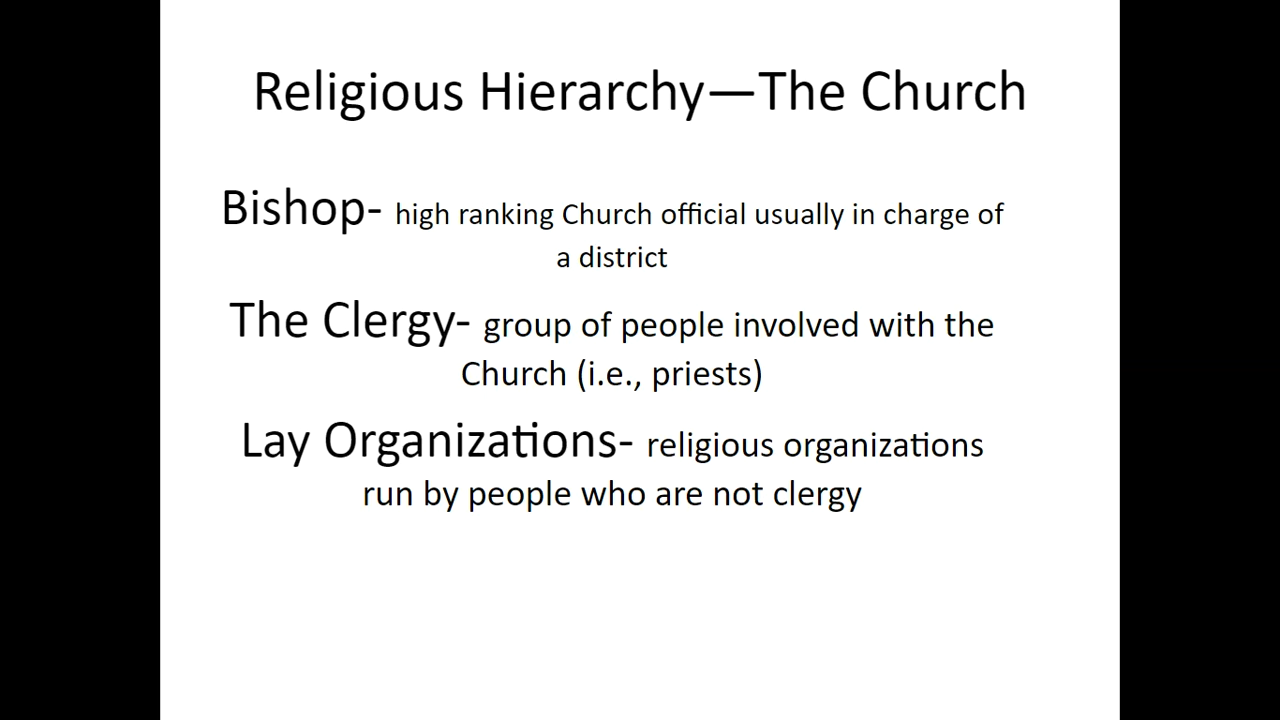 Religious Hierarchy—The Church
Bishop- high ranking Church official usually in charge of
a district
The Clergy- group of people involved with the
Church (i.e., priests)
Lay Organizations- religious organizations
run by people who are not clergy